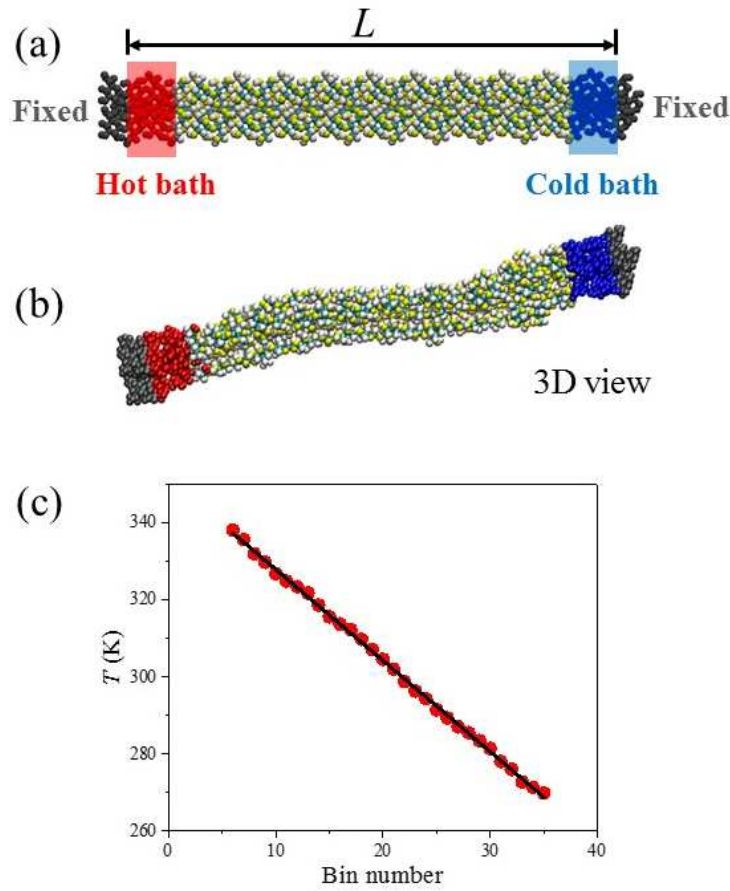 (a)
L
Fixed
Fixed
Hot bath
Cold bath
(b)
3D view
(c)
340
320
300
280
260
T (K)
0
10
20
30
40
Bin number